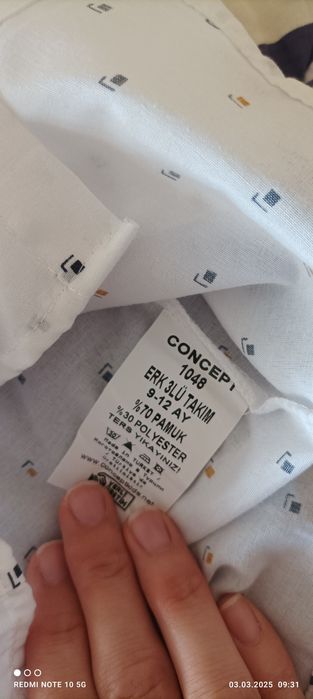 CONCEPT
1048
ERK 3LÜ TAKIM
9-12 AY
%70 PAMUK
%30 POLYESTER
TERS YIKAYINIZ!
REDMI NOTE 10 5G
03.03.2025 09:31